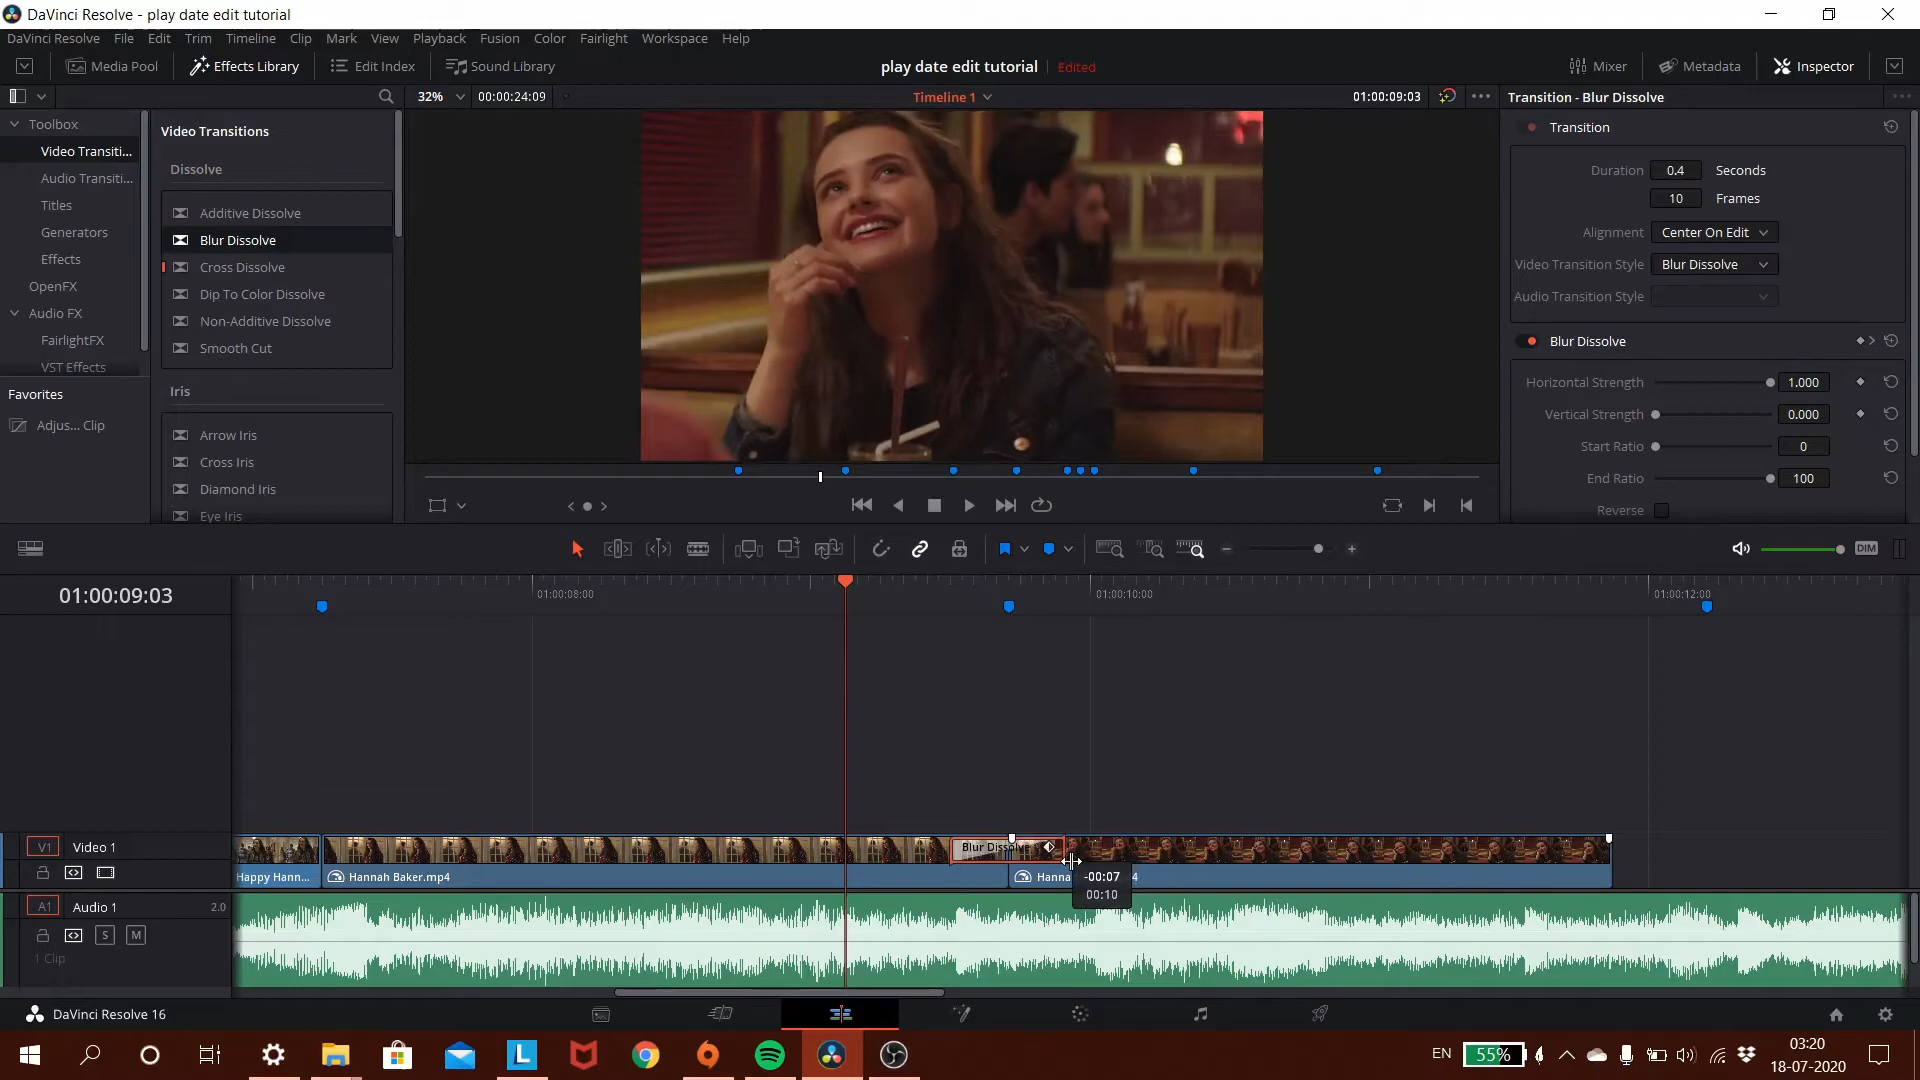 DaVinci Resolve - play date edit tutorial
DaVinci Resolve File Edit Trim Timeline Clip Mark View Playback Fusion Color Fairlight Workspace Help
Media Pool Effects Library Edit Index Sound Library play date edit tutorial Edited Mixer Metadata Inspector
32% 00:00:24:09 Timeline 1 01:00:09:03 Transition - Blur Dissolve
Toolbox
Video Transiti...
Audio Transiti...
Titles
Generators
Effects
OpenFX
Audio FX
FairlightFX
VST Effects
Favorites
Adjus... Clip
Video Transitions
Dissolve
Additive Dissolve
Blur Dissolve
Cross Dissolve
Dip To Color Dissolve
Non-Additive Dissolve
Smooth Cut
Iris
Arrow Iris
Cross Iris
Diamond Iris
Eye Iris
Transition
Duration 0.4 Seconds
10 Frames
Alignment Center On Edit
Video Transition Style Blur Dissolve
Audio Transition Style
Blur Dissolve
Horizontal Strength 1.000
Vertical Strength 0.000
Start Ratio 0
End Ratio 100
Reverse
DIM
01:00:09:03
01:00:08:00 01:00:10:00 01:00:12:00
V1 Video 1
Blur Dissolve
Happy Hann... Hannah Baker.mp4 Hanna 4
-00:07
00:10
A1 Audio 1 2.0
S M
1 Clip
DaVinci Resolve 16
L
EN 55% 03:20
18-07-2020